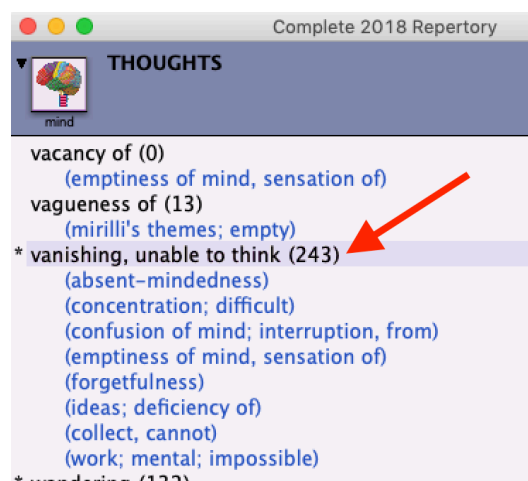 Complete 2018 Repertory
THOUGHTS
mind
vacancy of (0)
(emptiness of mind, sensation of)
vagueness of (13)
(mirilli's themes; empty)
* vanishing, unable to think (243)
(absent-mindedness)
(concentration; difficult)
(confusion of mind; interruption, from)
(emptiness of mind, sensation of)
(forgetfulness)
(ideas; deficiency of)
(collect, cannot)
(work; mental; impossible)
* wandering